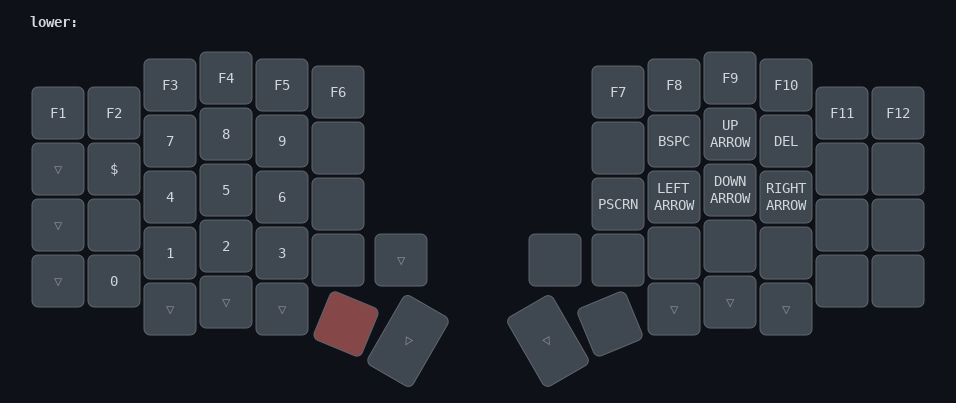 lower:
F1 F2 F3 F4 F5 F6 F7 F8 F9 F10 F11 F12
▽ $ 7 8 9 BSPC UP ARROW DEL
▽ 4 5 6 PSCRN LEFT ARROW DOWN ARROW RIGHT ARROW
▽ 0 1 2 3 ▽
▽ ▽ ▽ ▷ ◁ ▽ ▽ ▽